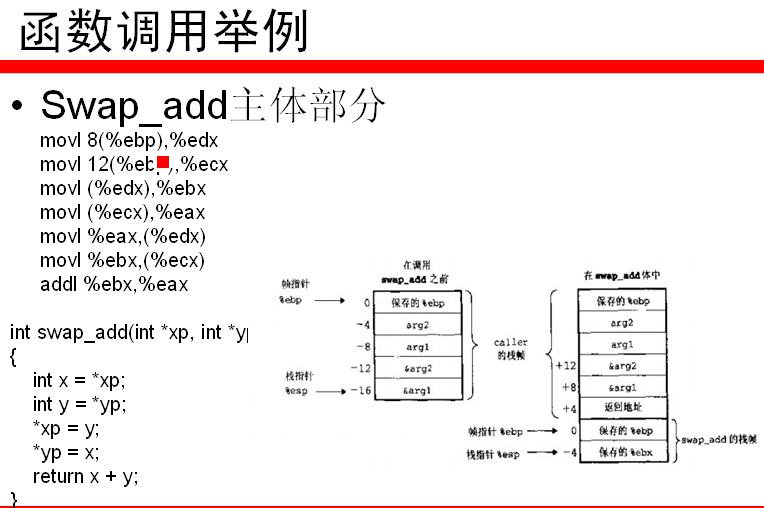 函数调用举例
• Swap_add主体部分
movl 8(%ebp),%edx
movl 12(%eb),%ecx
movl (%edx),%ebx
movl (%ecx),%eax
movl %eax,(%edx)
movl %ebx,(%ecx)
addl %ebx,%eax
int swap_add(int *xp, int *yp
{
int x = *xp;
int y = *yp;
*xp = y;
*yp = x;
return x + y;
}
在调用
swap_add 之前
帧指针
%ebp
0 保存的 %ebp
-4 arg2
-8 arg1
-12 &arg2
栈指针
%esp
-16 &arg1
caller
的栈帧
在 swap_add 体中
保存的 %ebp
arg2
arg1
+12 &arg2
+8 &arg1
+4 返回地址
帧指针 %ebp 0 保存的 %ebp
栈指针 %esp -4 保存的 %ebx
swap_add 的栈帧